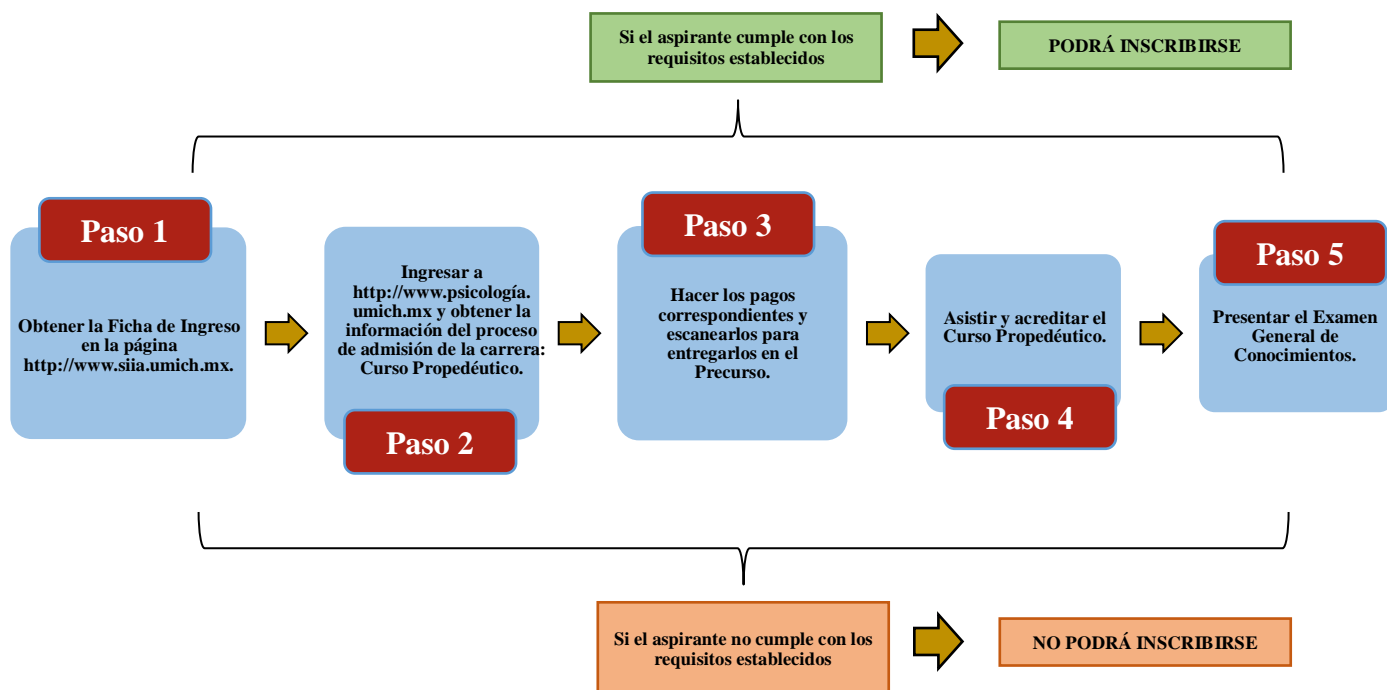 Si el aspirante cumple con los
requisitos establecidos
PODRÁ INSCRIBIRSE
Paso 1
Obtener la Ficha de Ingreso
en la página
http://www.siia.umich.mx.
Ingresar a
http://www.psicología.
umich.mx y obtener la
información del proceso
de admisión de la carrera:
Curso Propedéutico.
Paso 2
Paso 3
Hacer los pagos
correspondientes y
escanearlos para
entregarlos en el
Precurso.
Asistir y acreditar el
Curso Propedéutico.
Paso 4
Paso 5
Presentar el Examen
General de
Conocimientos.
Si el aspirante no cumple con los
requisitos establecidos
NO PODRÁ INSCRIBIRSE